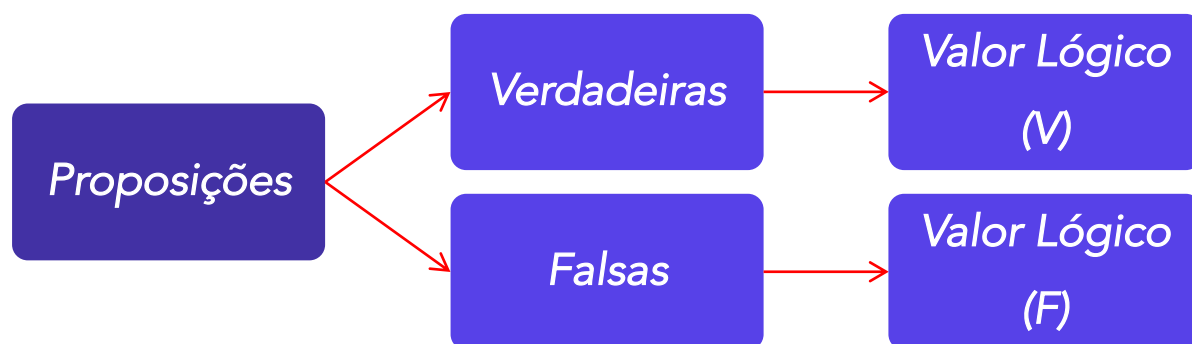 Proposições
Verdadeiras
Valor Lógico
(V)
Falsas
Valor Lógico
(F)